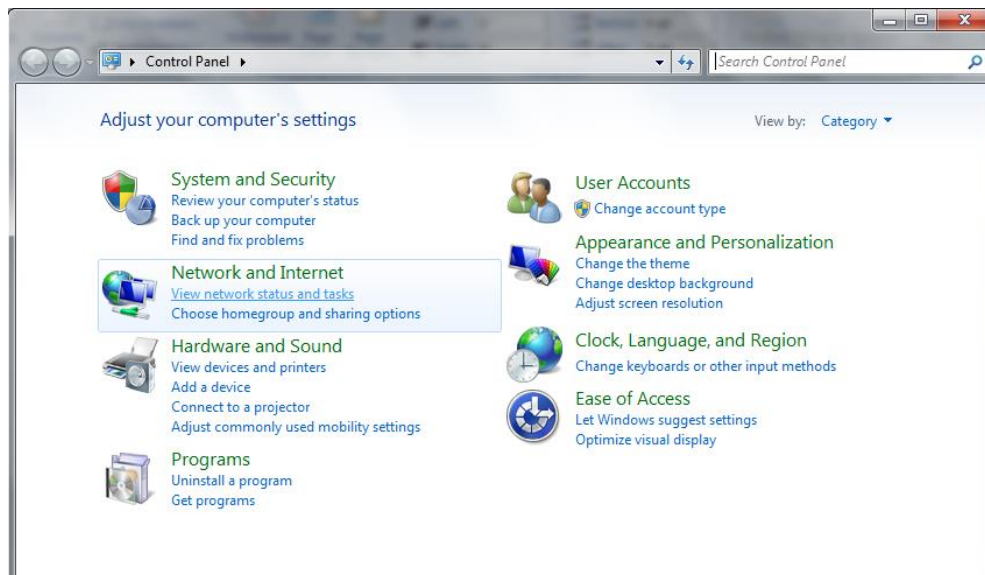 Control Panel
Search Control Panel
Adjust your computer's settings
View by: Category
System and Security
Review your computer's status
Back up your computer
Find and fix problems
Network and Internet
View network status and tasks
Choose homegroup and sharing options
Hardware and Sound
View devices and printers
Add a device
Connect to a projector
Adjust commonly used mobility settings
Programs
Uninstall a program
Get programs
User Accounts
Change account type
Appearance and Personalization
Change the theme
Change desktop background
Adjust screen resolution
Clock, Language, and Region
Change keyboards or other input methods
Ease of Access
Let Windows suggest settings
Optimize visual display